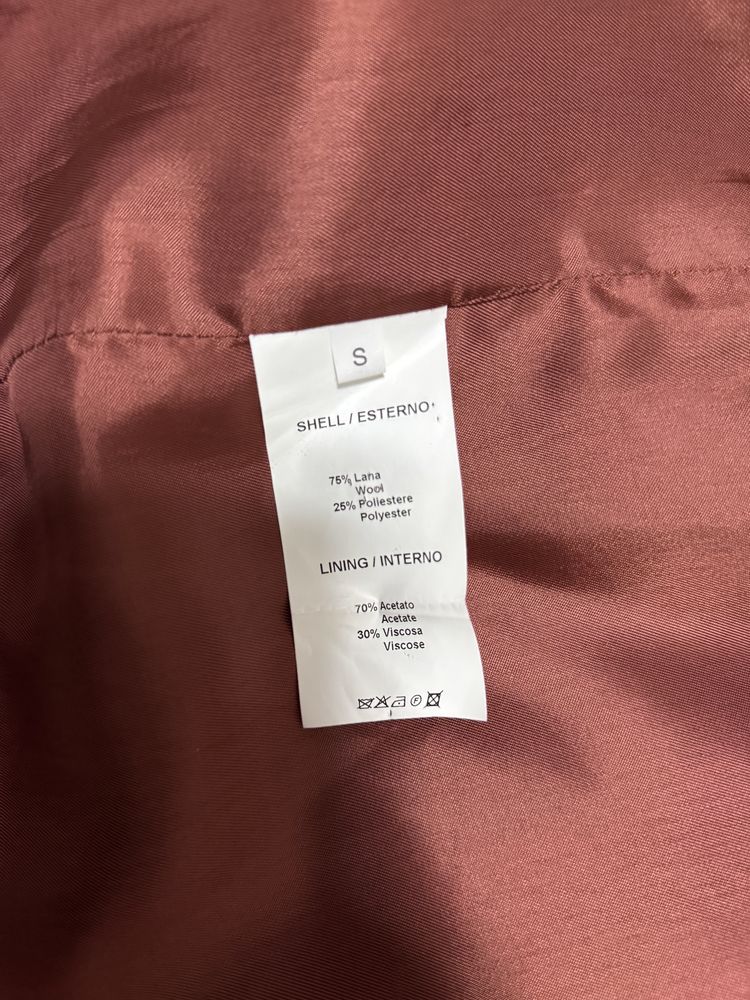 S
SHELL / ESTERNO
75% Lana
Wool
25% Poliestere
Polyester
LINING / INTERNO
70% Acetato
Acetate
30% Viscosa
Viscose